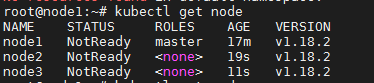 root@node1:~# kubectl get node
NAME STATUS ROLES AGE VERSION
node1 NotReady master 17m v1.18.2
node2 NotReady <none> 19s v1.18.2
node3 NotReady <none> 11s v1.18.2